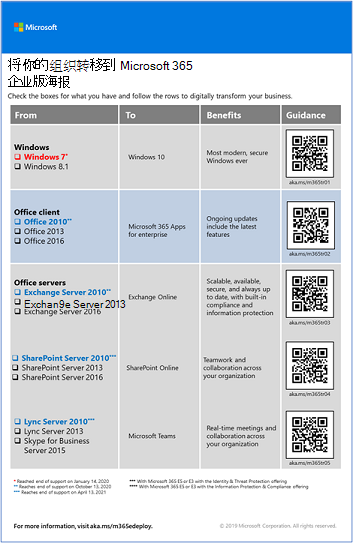 Microsoft
将你的组织转移到 Microsoft 365
企业版海报
Check the boxes for what you have and follow the rows to digitally transform your business.
From To Benefits Guidance
Windows
Windows 7*
Windows 8.1
Windows 10
Most modern, secure
Windows ever
aka.ms/m365tr01
Office client
Office 2010**
Office 2013
Office 2016
Microsoft 365 Apps
for enterprise
Ongoing updates
include the latest
features
aka.ms/m365tr02
Office servers
Exchange Server 2010**
Exchan9e Server 2013
Exchange Server 2016
Exchange Online
Scalable, available,
secure, and always up
to date, with built-in
compliance and
information protection
aka.ms/m365tr03
SharePoint Server 2010***
SharePoint Server 2013
SharePoint Server 2016
SharePoint Online
Teamwork and
collaboration across
your organization
aka.ms/m365tr04
Lync Server 2010***
Lync Server 2013
Skype for Business
Server 2015
Microsoft Teams
Real-time meetings and
collaboration across
your organization
aka.ms/m365tr05
* Reached end of support on January 14, 2020
** Reaches end of support on October 13, 2020
*** Reaches end of support on April 13, 2021
*** With Microsoft 365 E5 or E3 with the Identity & Threat Protection offering
**** With Microsoft 365 E5 or E3 with the Information Protection & Compliance offering
For more information, visit aka.ms/m365edeploy.
© 2019 Microsoft Corporation. All rights reserved.